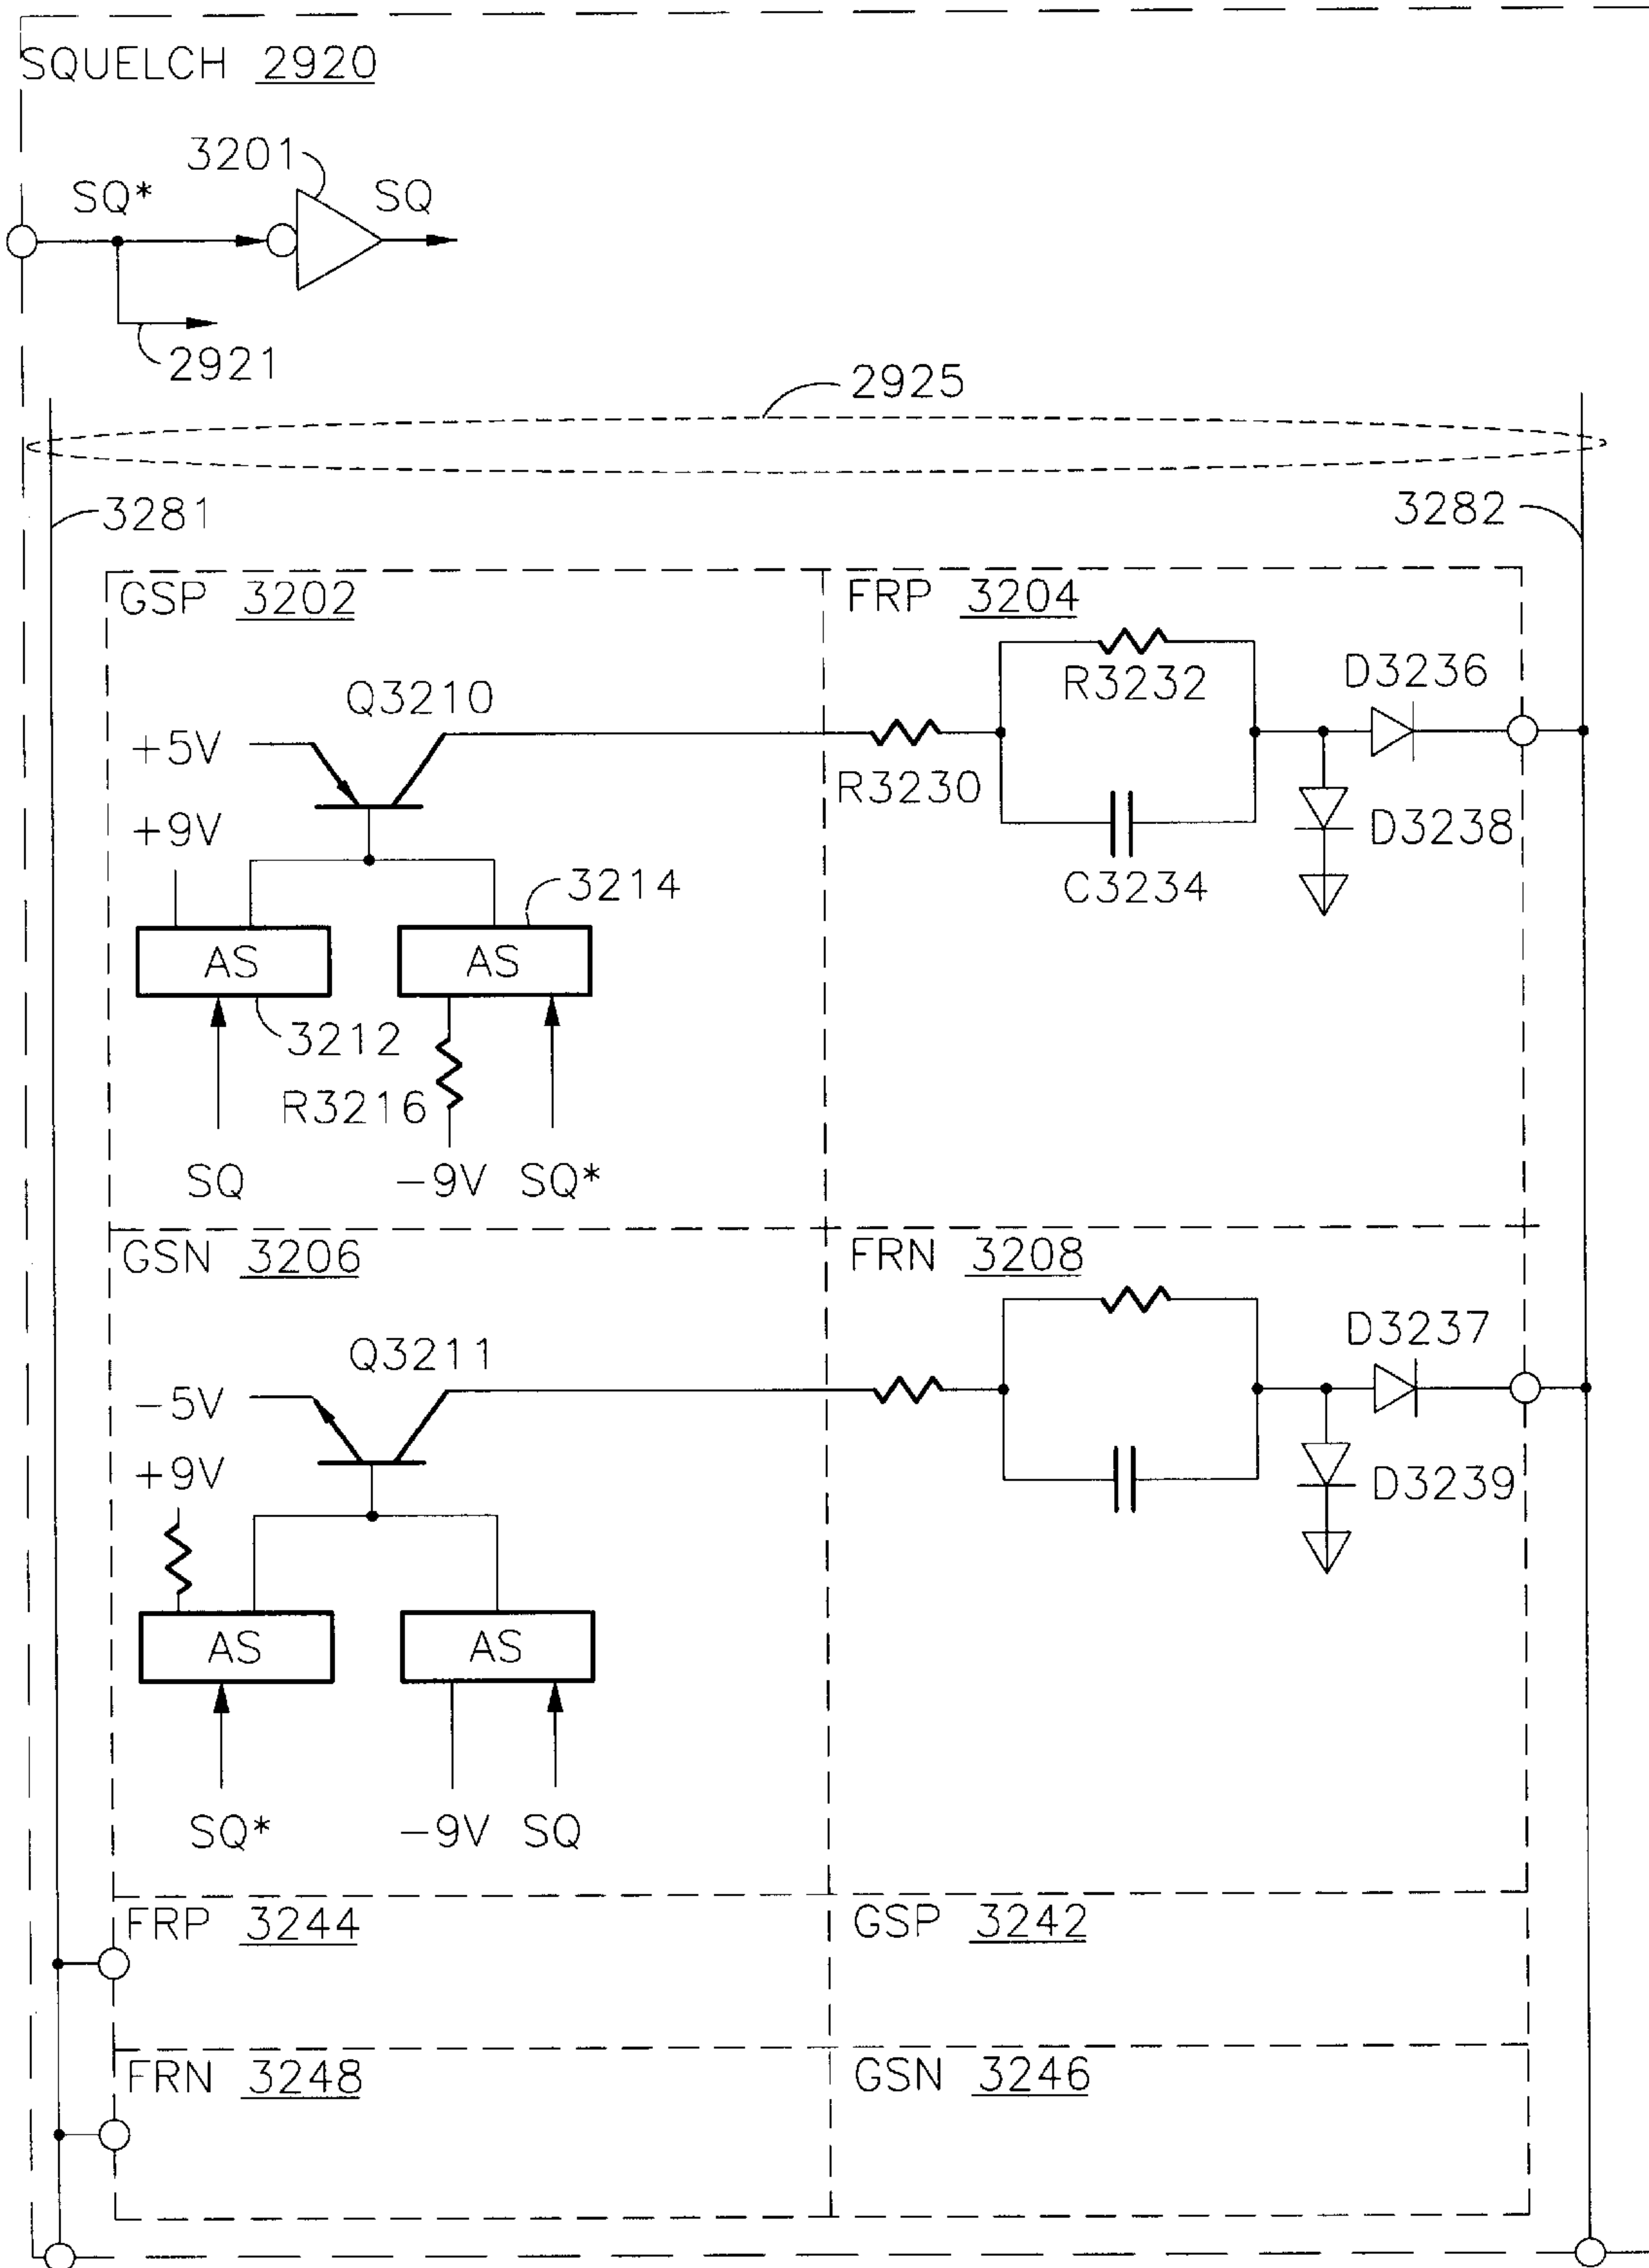 SQUELCH 2920
3201
SQ*
SQ
2921
2925
3281
3282
GSP 3202
FRP 3204
R3232
D3236
Q3210
+5V
R3230
+9V
D3238
C3234
3214
AS
AS
3212
R3216
SQ
-9V
SQ*
GSN 3206
FRN 3208
D3237
Q3211
-5V
+9V
D3239
AS
AS
SQ*
-9V
SQ
FRP 3244
GSP 3242
FRN 3248
GSN 3246